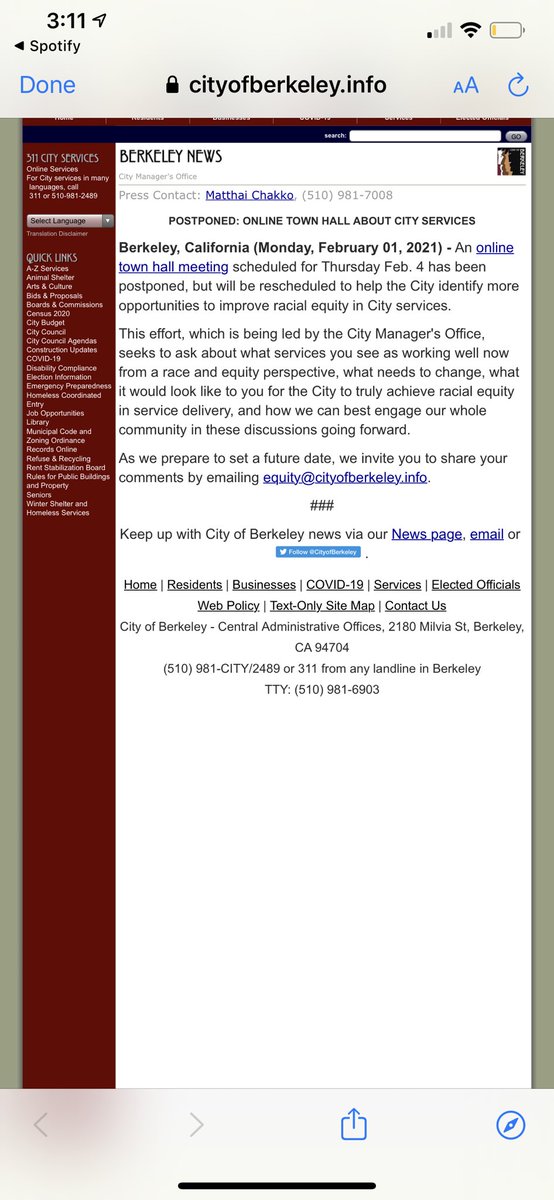 3:11
◀ Spotify
Done
cityofberkeley.info
AA
Home Residents Businesses COVID-19 Services Elected Officials
search:
GO
311 CITY SERVICES
Online Services
For City services in many
languages, call
311 or 510-981-2489
Select Language
Translation Disclaimer
QUICK LINKS
A-Z Services
Animal Shelter
Arts & Culture
Bids & Proposals
Boards & Commissions
Census 2020
City Budget
City Council
City Council Agendas
Construction Updates
COVID-19
Disability Compliance
Election Information
Emergency Preparedness
Homeless Coordinated
Entry
Job Opportunities
Library
Municipal Code and
Zoning Ordinance
Records Online
Refuse & Recycling
Rent Stabilization Board
Rules for Public Buildings
and Property
Seniors
Winter Shelter and
Homeless Services
BERKELEY NEWS
BERKELEY
City Manager's Office
Press Contact: Matthai Chakko, (510) 981-7008
POSTPONED: ONLINE TOWN HALL ABOUT CITY SERVICES
Berkeley, California (Monday, February 01, 2021) - An online
town hall meeting scheduled for Thursday Feb. 4 has been
postponed, but will be rescheduled to help the City identify more
opportunities to improve racial equity in City services.
This effort, which is being led by the City Manager's Office,
seeks to ask about what services you see as working well now
from a race and equity perspective, what needs to change, what
it would look like to you for the City to truly achieve racial equity
in service delivery, and how we can best engage our whole
community in these discussions going forward.
As we prepare to set a future date, we invite you to share your
comments by emailing equity@cityofberkeley.info.
###
Keep up with City of Berkeley news via our News page, email or
Follow @CityofBerkeley .
Home | Residents | Businesses | COVID-19 | Services | Elected Officials
Web Policy | Text-Only Site Map | Contact Us
City of Berkeley - Central Administrative Offices, 2180 Milvia St, Berkeley,
CA 94704
(510) 981-CITY/2489 or 311 from any landline in Berkeley
TTY: (510) 981-6903